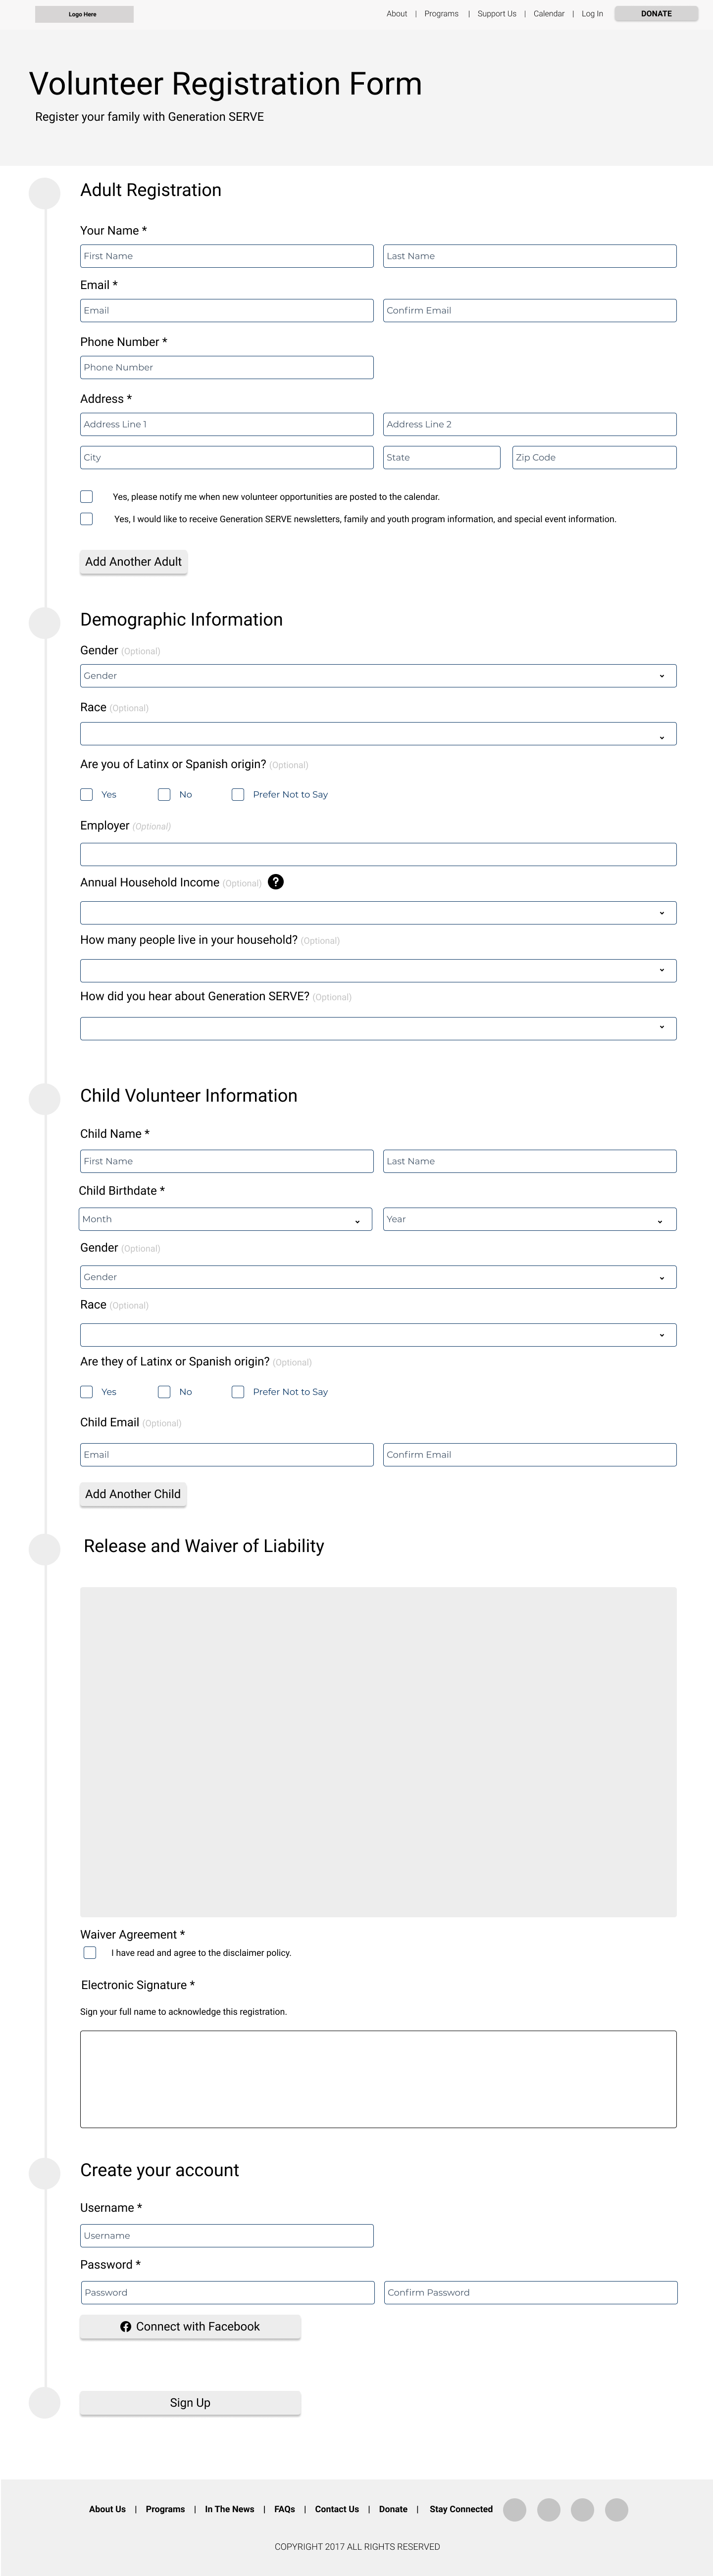 Logo Here
About | Programs | Support Us | Calendar | Log In DONATE
Volunteer Registration Form
Register your family with Generation SERVE
Adult Registration
Your Name *
First Name Last Name
Email *
Email Confirm Email
Phone Number *
Phone Number
Address *
Address Line 1 Address Line 2
City State Zip Code
Yes, please notify me when new volunteer opportunities are posted to the calendar.
Yes, I would like to receive Generation SERVE newsletters, family and youth program information, and special event information.
Add Another Adult
Demographic Information
Gender (Optional)
Gender
Race (Optional)
Are you of Latinx or Spanish origin? (Optional)
Yes No Prefer Not to Say
Employer (Optional)
Annual Household Income (Optional) ?
How many people live in your household? (Optional)
How did you hear about Generation SERVE? (Optional)
Child Volunteer Information
Child Name *
First Name Last Name
Child Birthdate *
Month Year
Gender (Optional)
Gender
Race (Optional)
Are they of Latinx or Spanish origin? (Optional)
Yes No Prefer Not to Say
Child Email (Optional)
Email Confirm Email
Add Another Child
Release and Waiver of Liability
Waiver Agreement *
I have read and agree to the disclaimer policy.
Electronic Signature *
Sign your full name to acknowledge this registration.
Create your account
Username *
Username
Password *
Password Confirm Password
Connect with Facebook
Sign Up
About Us | Programs | In The News | FAQs | Contact Us | Donate | Stay Connected
COPYRIGHT 2017 ALL RIGHTS RESERVED